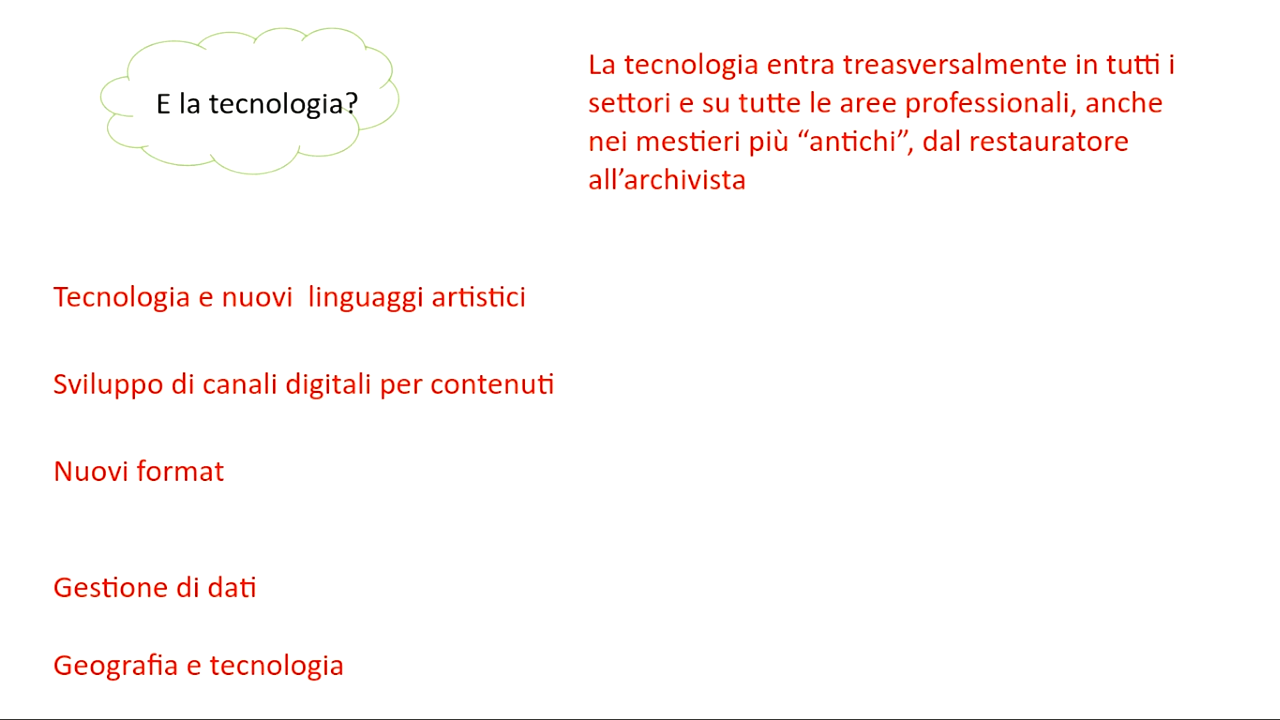 E la tecnologia?
La tecnologia entra treasversalmente in tutti i
settori e su tutte le aree professionali, anche
nei mestieri più “antichi”, dal restauratore
all’archivista
Tecnologia e nuovi  linguaggi artistici
Sviluppo di canali digitali per contenuti
Nuovi format
Gestione di dati
Geografia e tecnologia